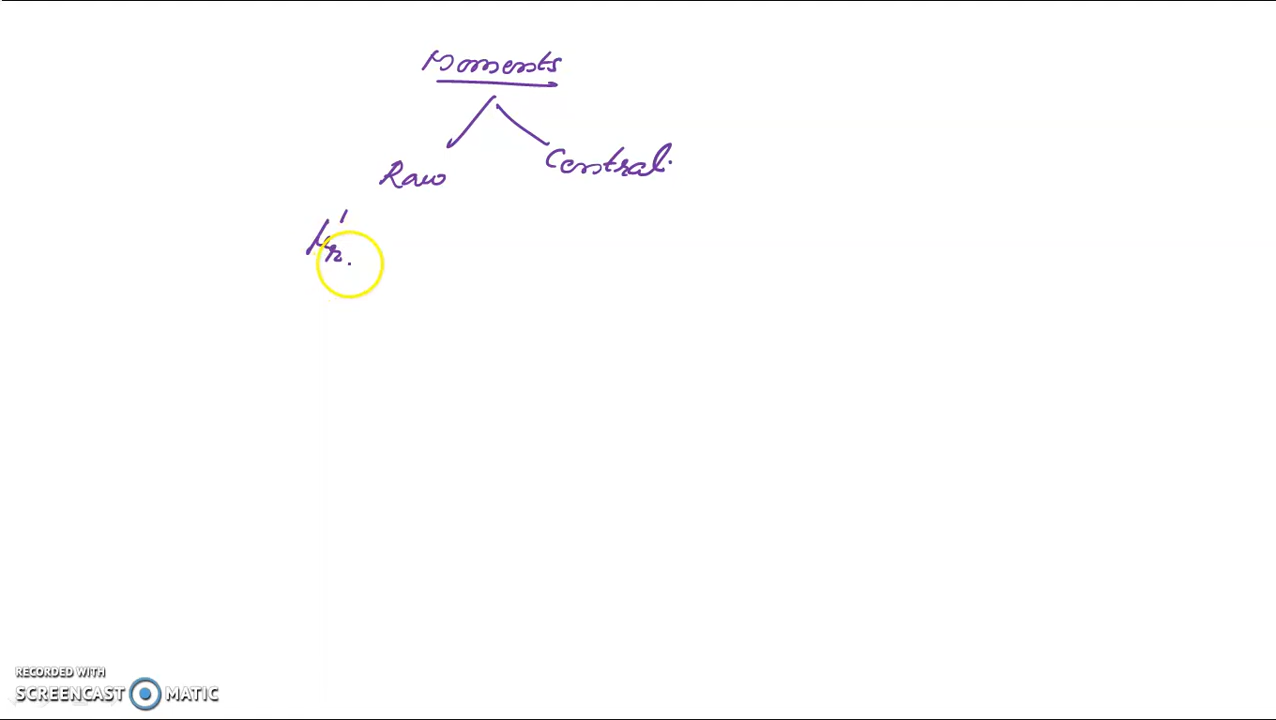 Moments
Raw Central.
μ'r.
RECORDED WITH
SCREENCAST MATIC